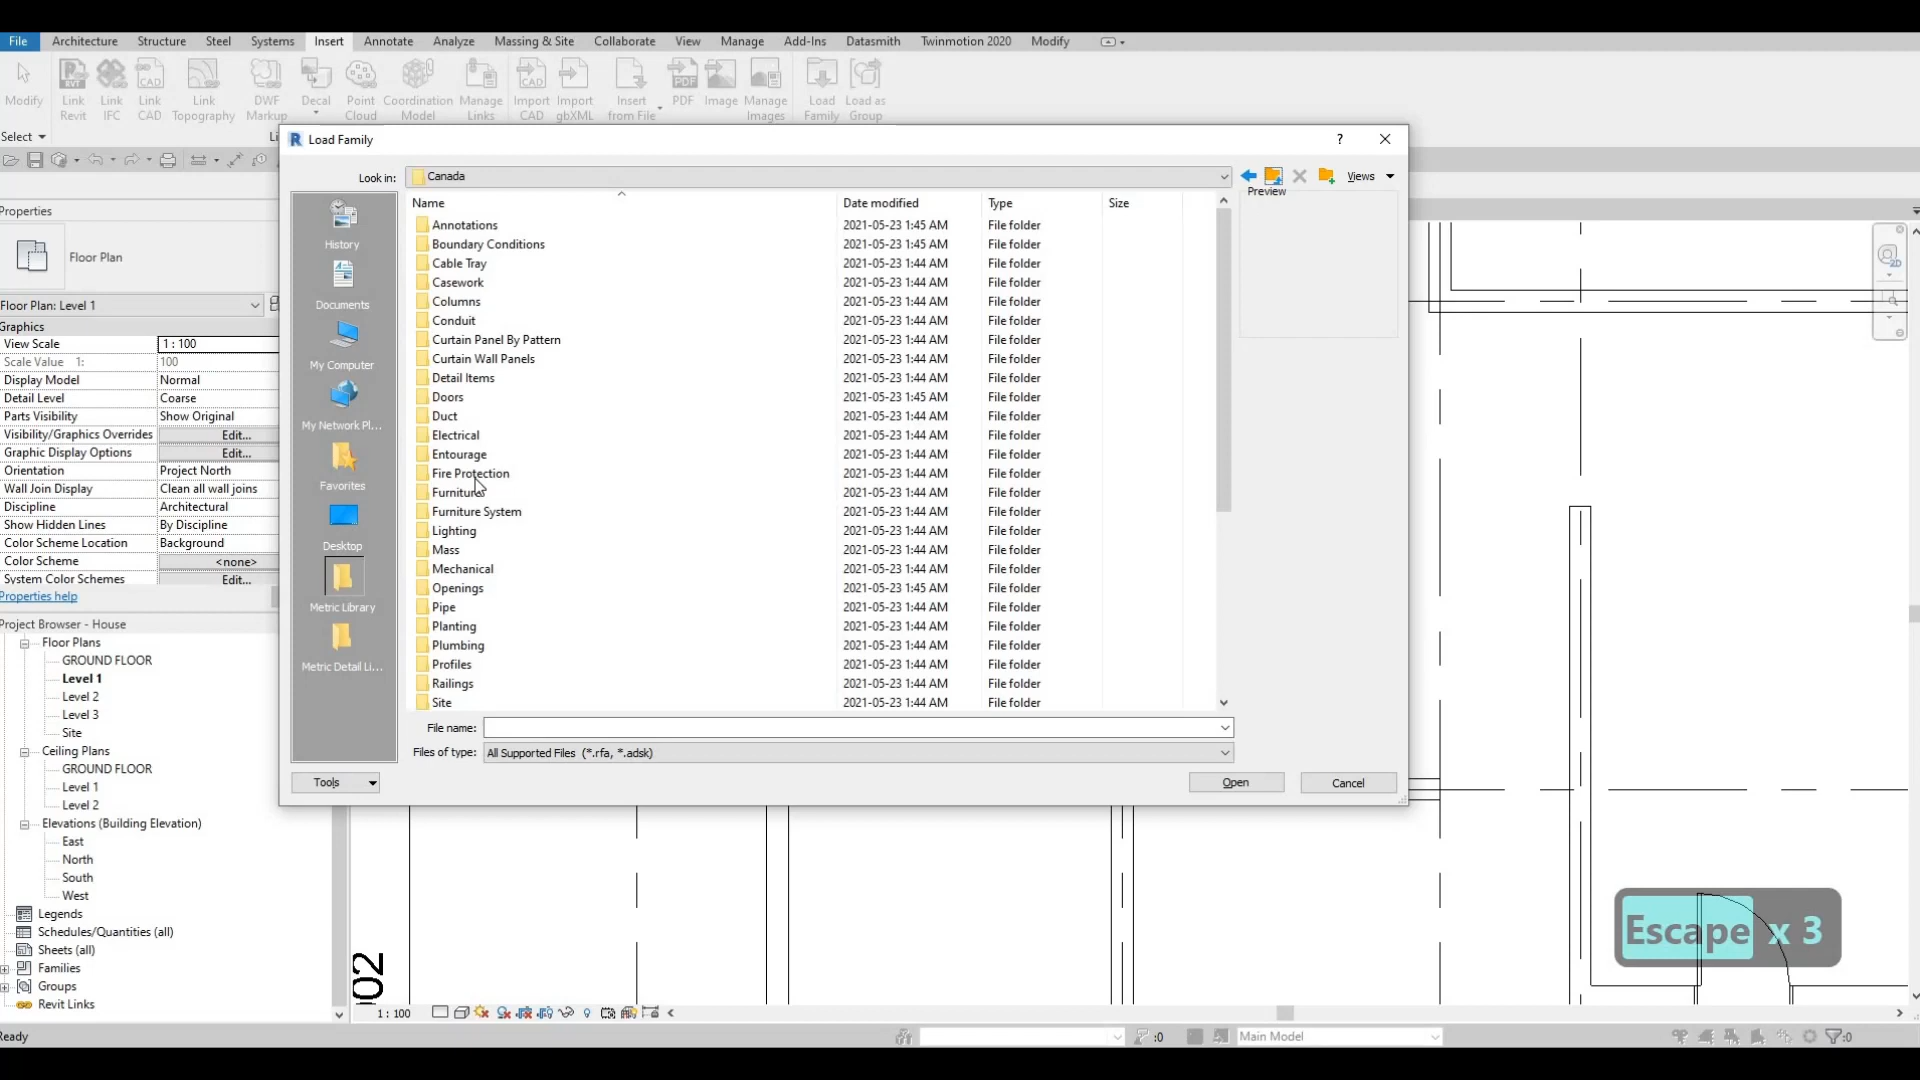 File Architecture Structure Steel Systems Insert Annotate Analyze Massing & Site Collaborate View Manage Add-Ins Datasmith Twinmotion 2020 Modify
Modify
Link Revit
Link IFC
Link CAD
Link Topography
DWF Markup
Decal
Point Cloud
Coordination Model
Manage Links
Import CAD
Import gbXML
Insert from File
PDF
Image
Manage Images
Load Family
Load as Group
Select
Load Family
?
Look in:
Canada
Views
Preview
History
Documents
My Computer
My Network Pl...
Favorites
Desktop
Metric Library
Metric Detail Li...
Name Date modified Type Size
Annotations 2021-05-23 1:45 AM File folder
Boundary Conditions 2021-05-23 1:45 AM File folder
Cable Tray 2021-05-23 1:44 AM File folder
Casework 2021-05-23 1:44 AM File folder
Columns 2021-05-23 1:44 AM File folder
Conduit 2021-05-23 1:44 AM File folder
Curtain Panel By Pattern 2021-05-23 1:44 AM File folder
Curtain Wall Panels 2021-05-23 1:44 AM File folder
Detail Items 2021-05-23 1:44 AM File folder
Doors 2021-05-23 1:45 AM File folder
Duct 2021-05-23 1:44 AM File folder
Electrical 2021-05-23 1:44 AM File folder
Entourage 2021-05-23 1:44 AM File folder
Fire Protection 2021-05-23 1:44 AM File folder
Furniture 2021-05-23 1:44 AM File folder
Furniture System 2021-05-23 1:44 AM File folder
Lighting 2021-05-23 1:44 AM File folder
Mass 2021-05-23 1:44 AM File folder
Mechanical 2021-05-23 1:44 AM File folder
Openings 2021-05-23 1:45 AM File folder
Pipe 2021-05-23 1:44 AM File folder
Planting 2021-05-23 1:44 AM File folder
Plumbing 2021-05-23 1:44 AM File folder
Profiles 2021-05-23 1:44 AM File folder
Railings 2021-05-23 1:44 AM File folder
Site 2021-05-23 1:44 AM File folder
File name:
Files of type: All Supported Files (*.rfa, *.adsk)
Tools
Open
Cancel
Properties
Floor Plan
Floor Plan: Level 1
Graphics
View Scale 1 : 100
Scale Value 1: 100
Display Model Normal
Detail Level Coarse
Parts Visibility Show Original
Visibility/Graphics Overrides Edit...
Graphic Display Options Edit...
Orientation Project North
Wall Join Display Clean all wall joins
Discipline Architectural
Show Hidden Lines By Discipline
Color Scheme Location Background
Color Scheme <none>
System Color Schemes Edit...
Properties help
Project Browser - House
Floor Plans
GROUND FLOOR
Level 1
Level 2
Level 3
Site
Ceiling Plans
GROUND FLOOR
Level 1
Level 2
Elevations (Building Elevation)
East
North
South
West
Legends
Schedules/Quantities (all)
Sheets (all)
Families
Groups
Revit Links
2D
Escape x 3
1 : 100
Ready
:0
Main Model
:0